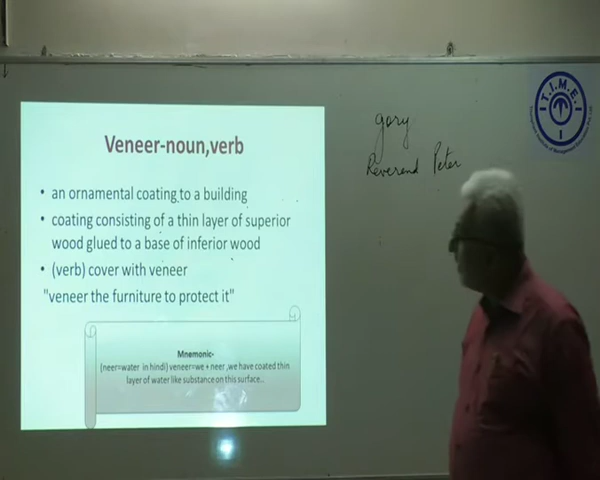 Veneer-noun,verb
• an ornamental coating to a building
• coating consisting of a thin layer of superior
wood glued to a base of inferior wood
• (verb) cover with veneer
"veneer the furniture to protect it"
Mnemonic-
(neer=water in hindi) veneer=we + neer ,we have coated thin
layer of water like substance on this surface..
gory
Reverend Peter
T.I.M.E.